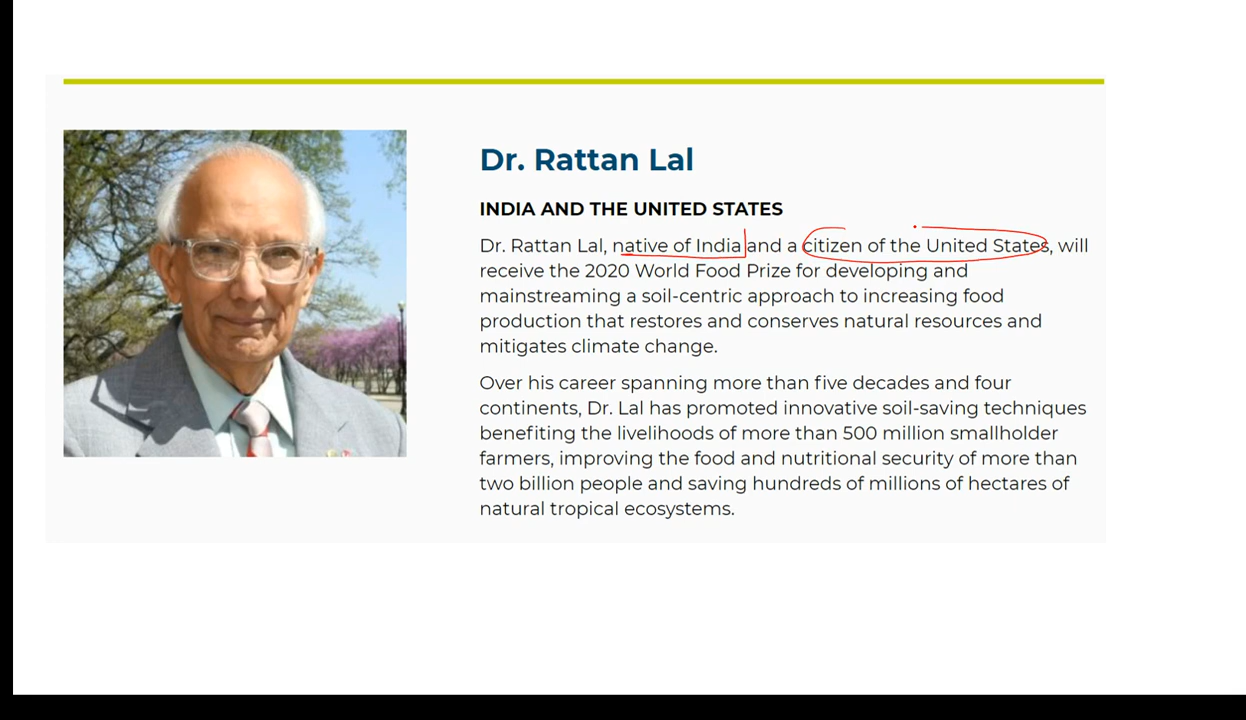 Dr. Rattan Lal
INDIA AND THE UNITED STATES
Dr. Rattan Lal, native of India and a citizen of the United States, will
receive the 2020 World Food Prize for developing and
mainstreaming a soil-centric approach to increasing food
production that restores and conserves natural resources and
mitigates climate change.
Over his career spanning more than five decades and four
continents, Dr. Lal has promoted innovative soil-saving techniques
benefiting the livelihoods of more than 500 million smallholder
farmers, improving the food and nutritional security of more than
two billion people and saving hundreds of millions of hectares of
natural tropical ecosystems.